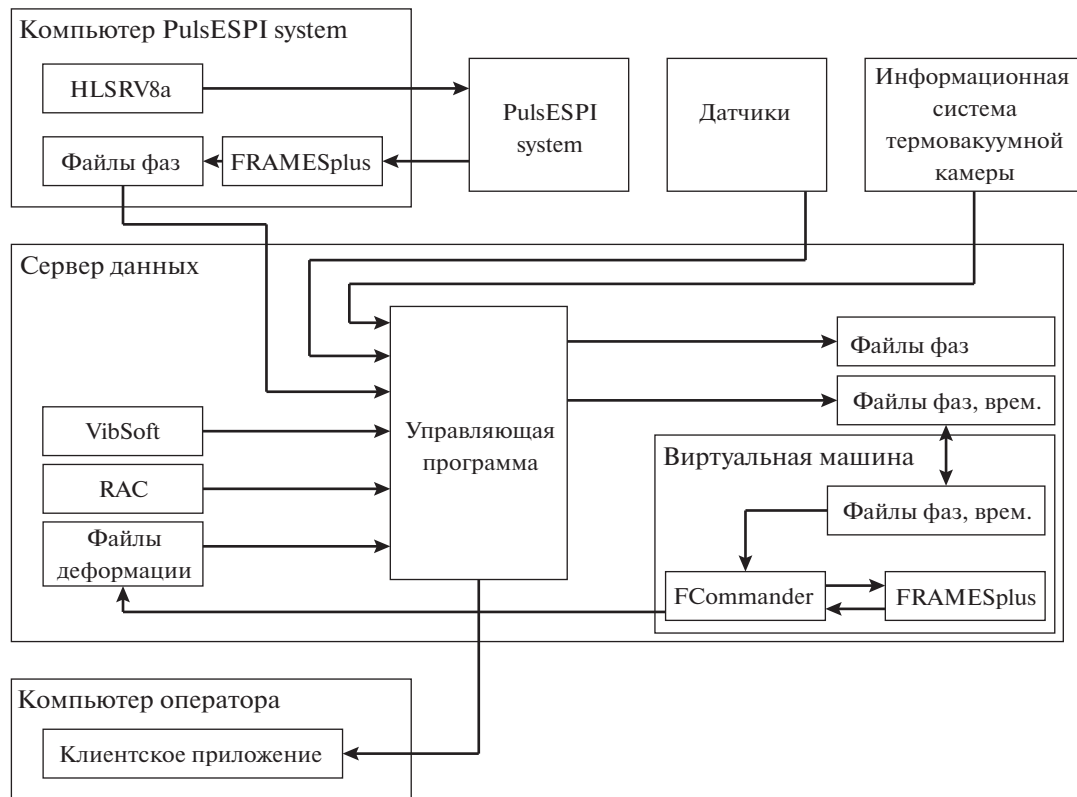 Компьютер PulsESPI system
HLSRV8a
Файлы фаз
FRAMESplus
PulsESPI
system
Датчики
Информационная
система
термовакуумной
камеры
Сервер данных
VibSoft
RAC
Файлы
деформации
Управляющая
программа
Файлы фаз
Файлы фаз, врем.
Виртуальная машина
Файлы фаз, врем.
FCommander
FRAMESplus
Компьютер оператора
Клиентское приложение